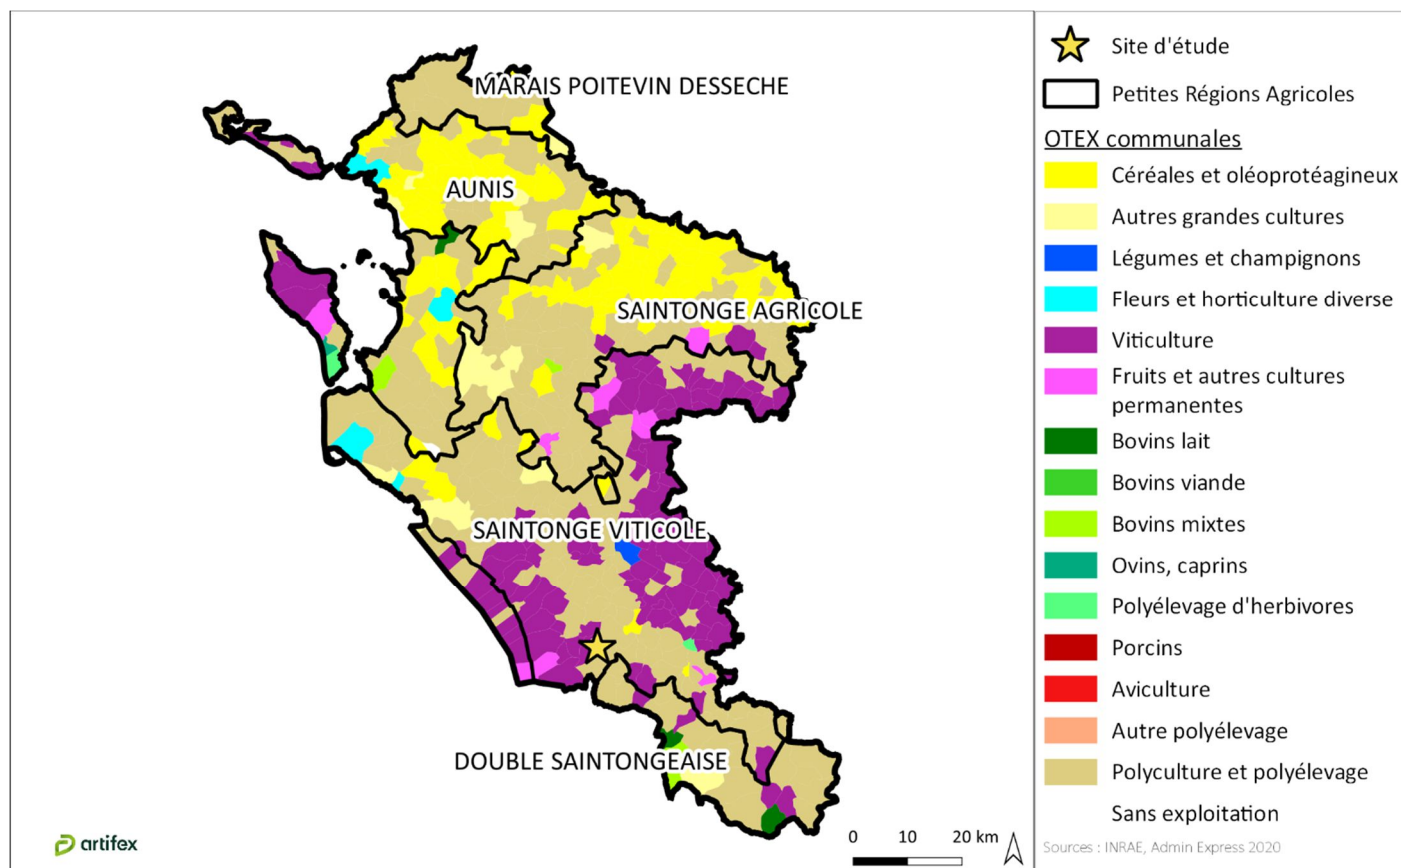 MARAIS POITEVIN DESSECHE
AUNIS
SAINTONGE AGRICOLE
SAINTONGE VITICOLE
DOUBLE SAINTONGEAISE
artifex
0 10 20 km
Site d'étude
Petites Régions Agricoles
OTEX communales
Céréales et oléoprotéagineux
Autres grandes cultures
Légumes et champignons
Fleurs et horticulture diverse
Viticulture
Fruits et autres cultures
permanentes
Bovins lait
Bovins viande
Bovins mixtes
Ovins, caprins
Polyélevage d'herbivores
Porcins
Aviculture
Autre polyélevage
Polyculture et polyélevage
Sans exploitation
Sources : INRAE, Admin Express 2020